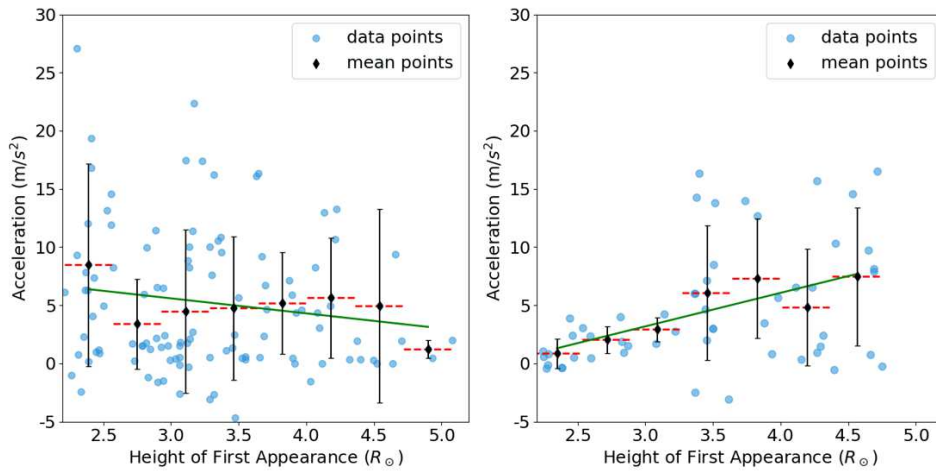 30
25
20
15
10
5
0
-5
Acceleration (m/s²)
data points
mean points
2.5 3.0 3.5 4.0 4.5 5.0
Height of First Appearance (R⊙)
30
25
20
15
10
5
0
-5
Acceleration (m/s²)
data points
mean points
2.5 3.0 3.5 4.0 4.5 5.0
Height of First Appearance (R⊙)